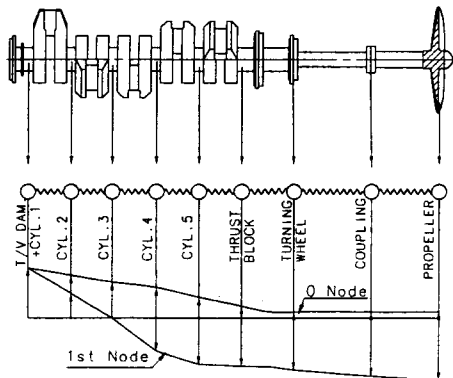 T/V DAM
+CYL.1
CYL.2
CYL.3
CYL.4
CYL.5
THRUST
BLOCK
TURNING
WHEEL
COUPLING
PROPELLER
0 Node
1st Node